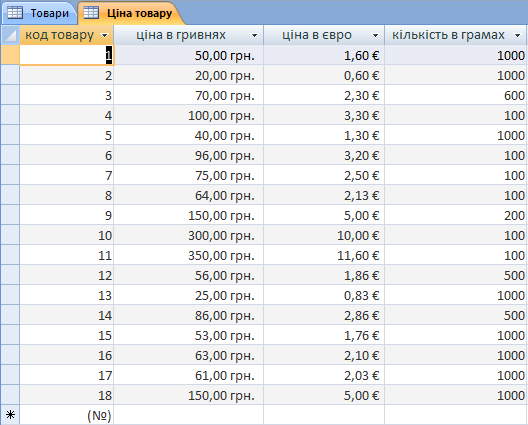 Товари Ціна товару
код товару ціна в гривнях ціна в євро кількість в грамах
1 50,00 грн. 1,60 € 1000
2 20,00 грн. 0,60 € 1000
3 70,00 грн. 2,30 € 600
4 100,00 грн. 3,30 € 100
5 40,00 грн. 1,30 € 1000
6 96,00 грн. 3,20 € 100
7 75,00 грн. 2,50 € 100
8 64,00 грн. 2,13 € 100
9 150,00 грн. 5,00 € 200
10 300,00 грн. 10,00 € 100
11 350,00 грн. 11,60 € 100
12 56,00 грн. 1,86 € 500
13 25,00 грн. 0,83 € 1000
14 86,00 грн. 2,86 € 500
15 53,00 грн. 1,76 € 1000
16 63,00 грн. 2,10 € 1000
17 61,00 грн. 2,03 € 1000
18 150,00 грн. 5,00 € 1000
(№)